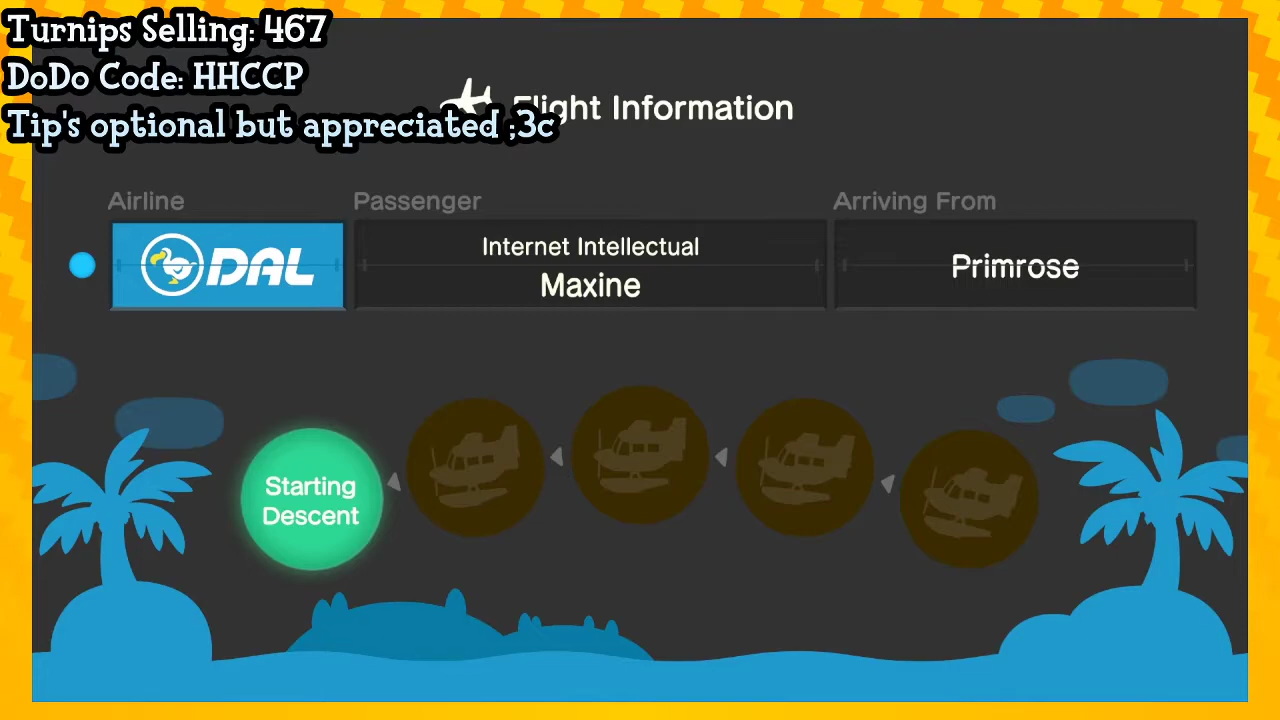 Turnips Selling: 467
DoDo Code: HHCCP
Tip's optional but appreciated ;3c
Flight Information
Airline
Passenger
Arriving From
DAL
Internet Intellectual
Maxine
Primrose
Starting
Descent